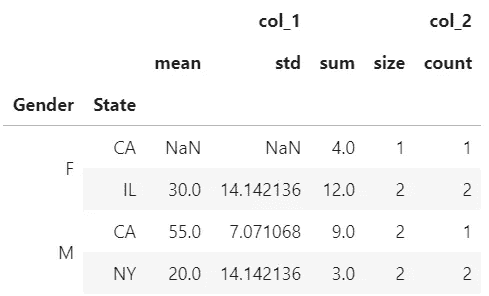 col_1 col_2
mean std sum size count
Gender State
F CA NaN NaN 4.0 1 1
IL 30.0 14.142136 12.0 2 2
M CA 55.0 7.071068 9.0 2 1
NY 20.0 14.142136 3.0 2 2